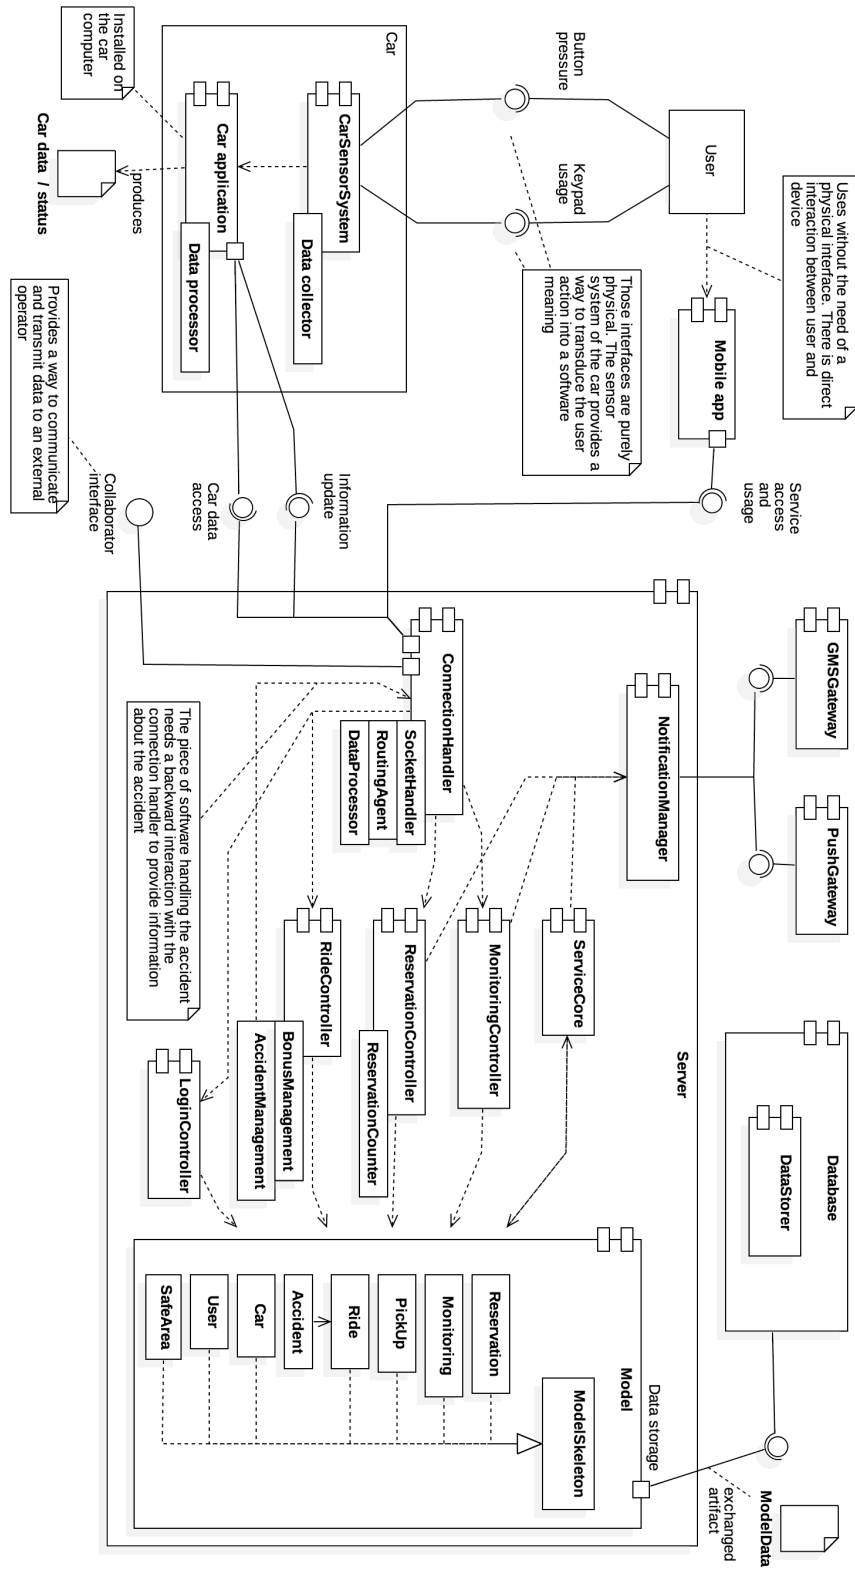 Uses without the need of a
physical interface. There is direct
interaction between user and
device
User
Mobile app
Service
access
and
usage
GMSGateway
PushGateway
Database
DataStorer
ModelData
exchanged
artifact
Button
pressure
Keypad
usage
Those interfaces are purely
physical. The sensor
system of the car provides a
way to transduce the user
action into a software
meaning
Car
CarSensorSystem
Data collector
Car application
Data processor
Installed on
the car
computer
produces
Car data / status
Information
update
Car data
access
Collaborator
interface
Provides a way to communicate
and transmit data to an external
operator
Server
NotificationManager
ConnectionHandler
SocketHandler
RoutingAgent
DataProcessor
ServiceCore
MonitoringController
ReservationController
ReservationCounter
RideController
BonusManagement
AccidentManagement
LoginController
The piece of software handling the accident
needs a backward interaction with the
connection handler to provide information
about the accident
Data storage
Model
ModelSkeleton
Reservation
Monitoring
PickUp
Ride
Accident
Car
User
SafeArea